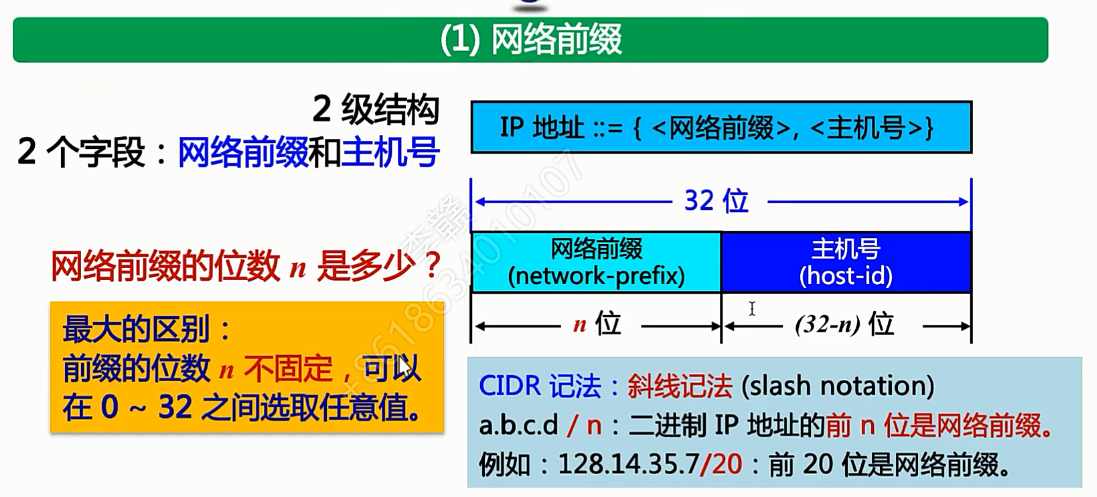 (1) 网络前缀
2 级结构
2 个字段：网络前缀和主机号
IP 地址 ::= { <网络前缀>, <主机号>}
32 位
网络前缀
(network-prefix)
主机号
(host-id)
n 位
(32-n) 位
网络前缀的位数 n 是多少？
最大的区别：
前缀的位数 n 不固定，可以
在 0 ~ 32 之间选取任意值。
CIDR 记法：斜线记法 (slash notation)
a.b.c.d / n：二进制 IP 地址的前 n 位是网络前缀。
例如：128.14.35.7/20：前 20 位是网络前缀。
+8618634010107